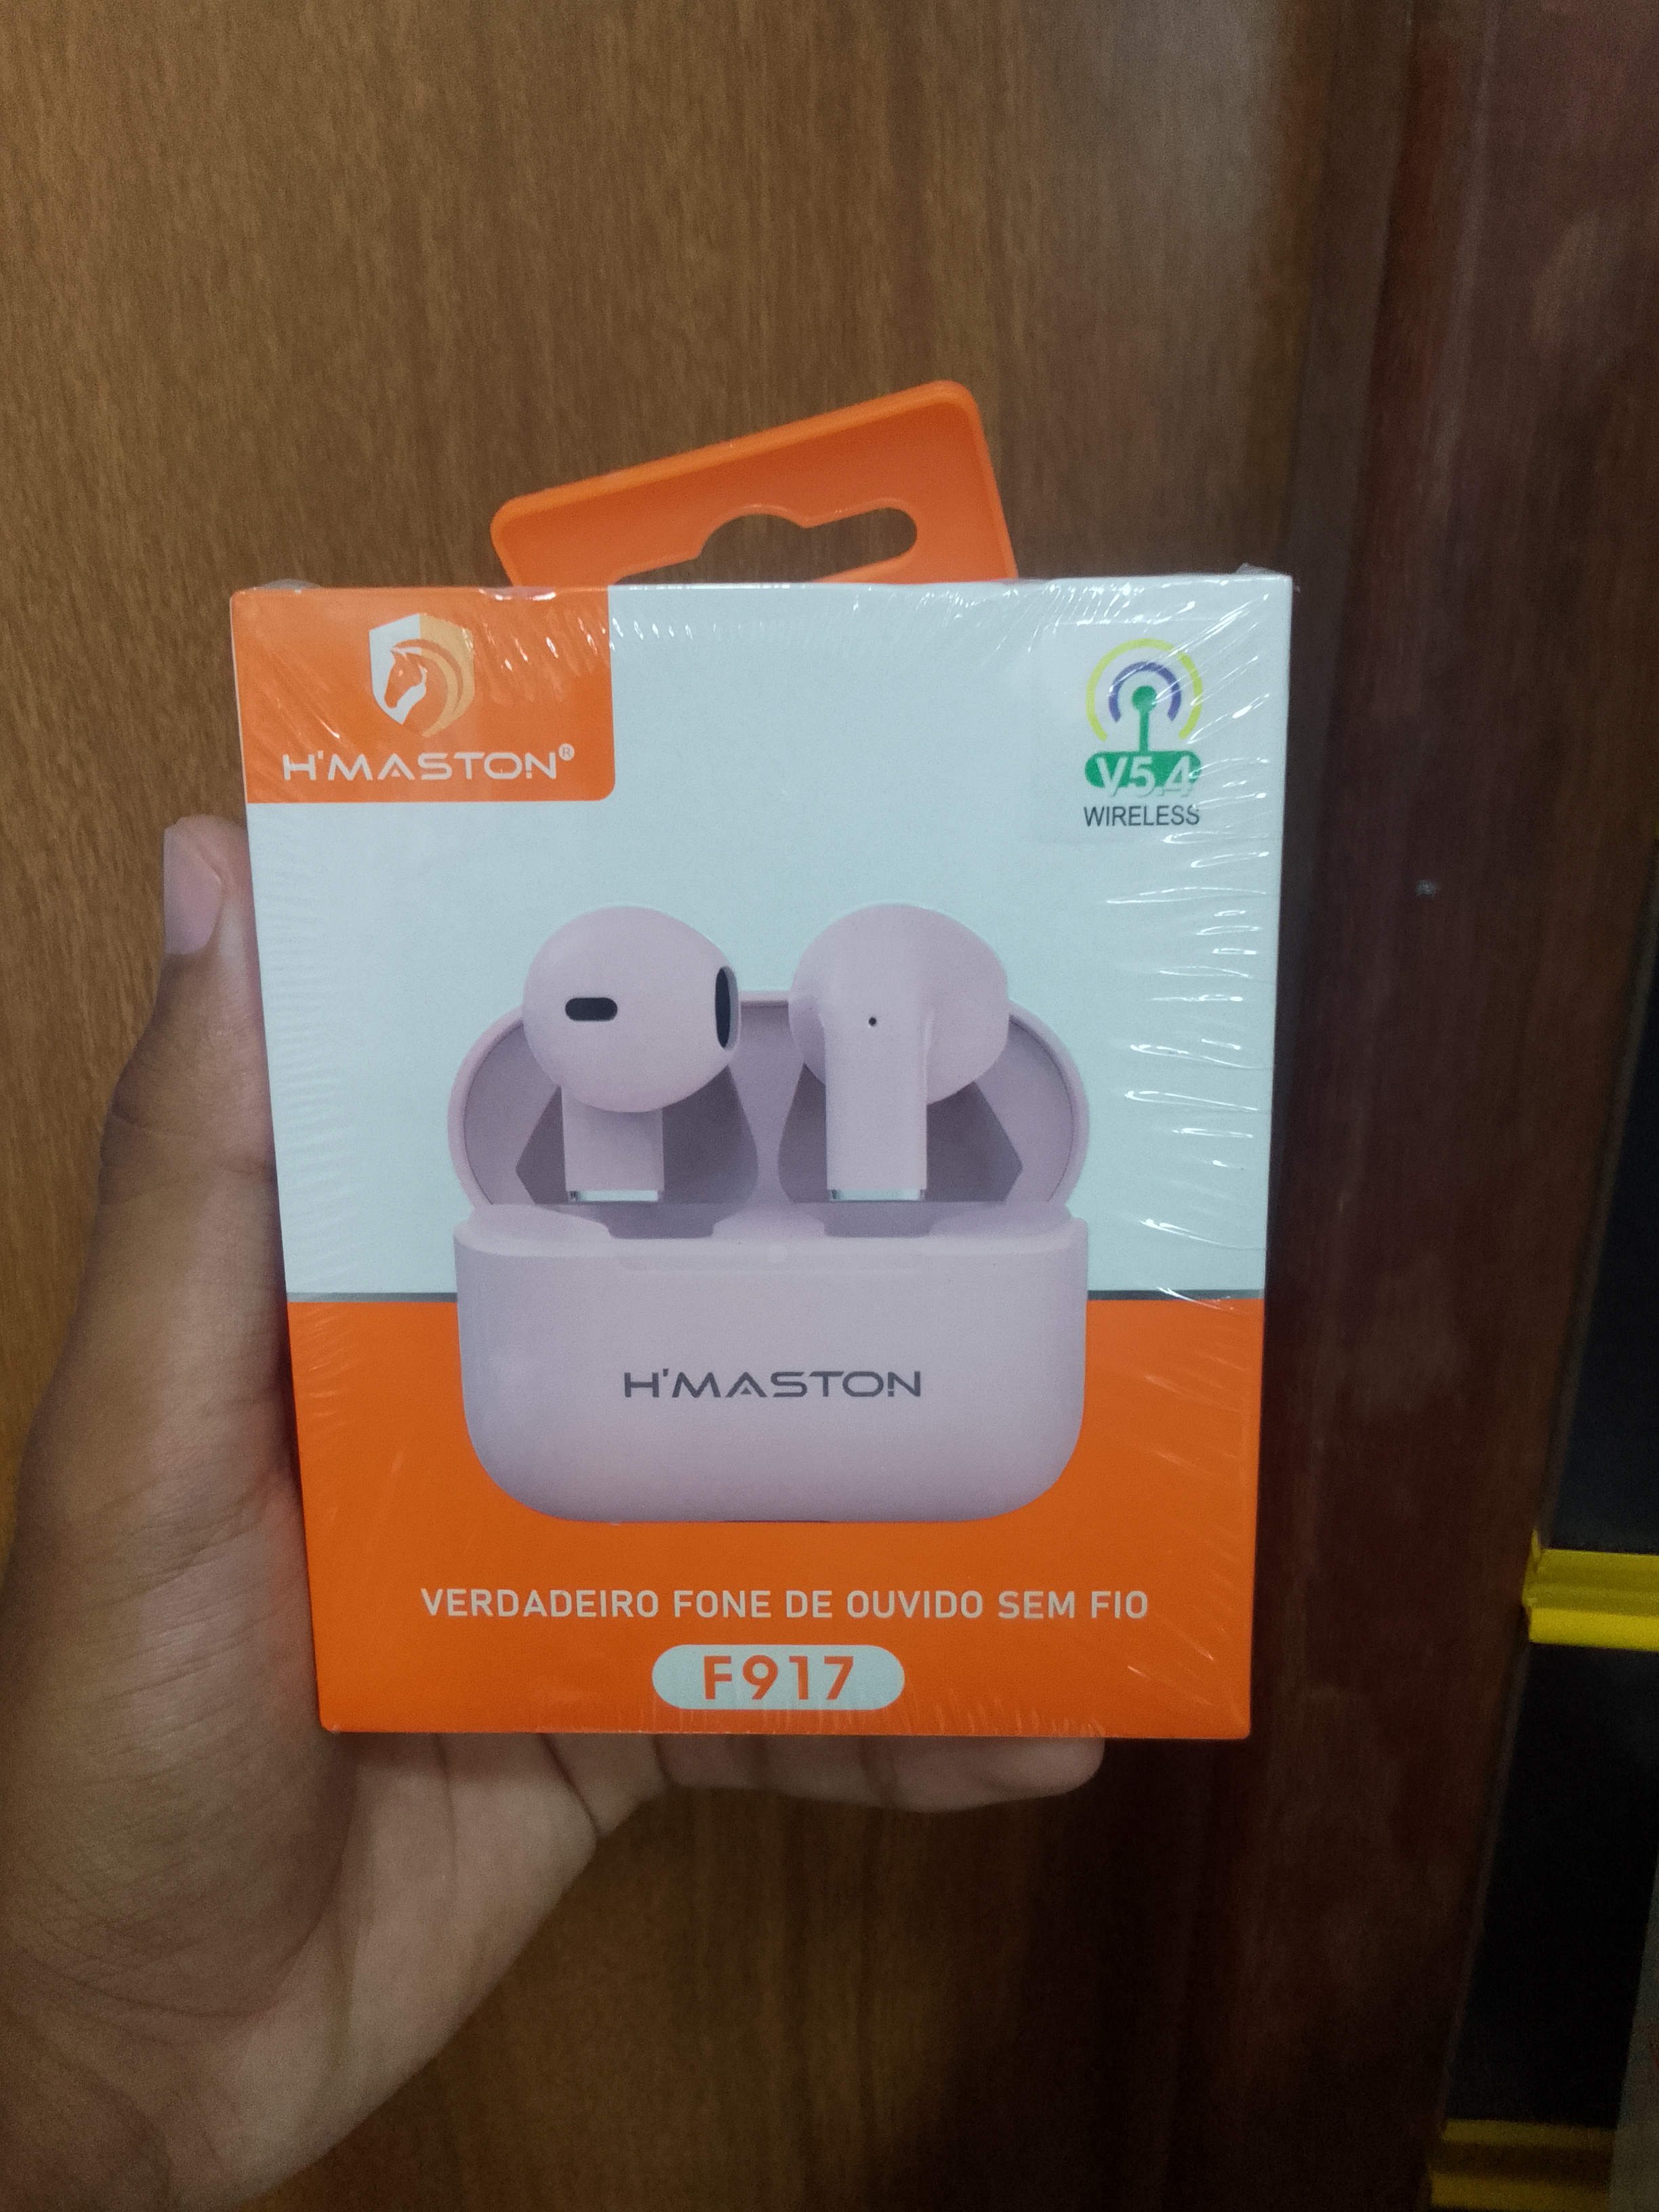 H'MASTON®
V5.4
WIRELESS
H'MASTON
VERDADEIRO FONE DE OUVIDO SEM FIO
F917